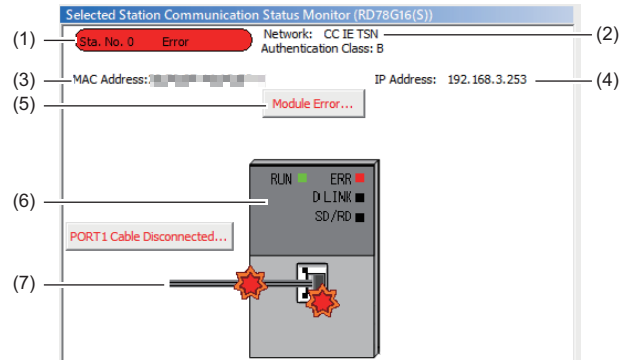 Selected Station Communication Status Monitor (RD78G16(S))
(1)
Sta. No. 0 Error
Network: CC IE TSN
(2)
Authentication Class: B
(3)
MAC Address:
IP Address: 192.168.3.253
(4)
(5)
Module Error...
RUN
ERR
(6)
D LINK
SD/RD
PORT1 Cable Disconnected...
(7)